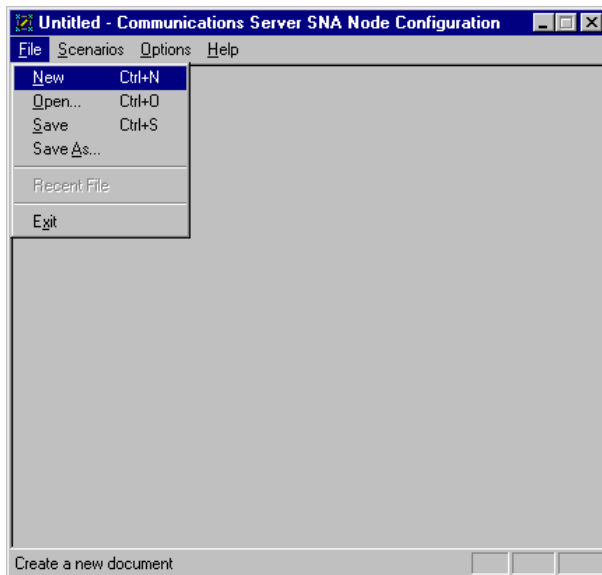 Untitled - Communications Server SNA Node Configuration
File Scenarios Options Help
New Ctrl+N
Open... Ctrl+O
Save Ctrl+S
Save As...
Recent File
Exit
Create a new document